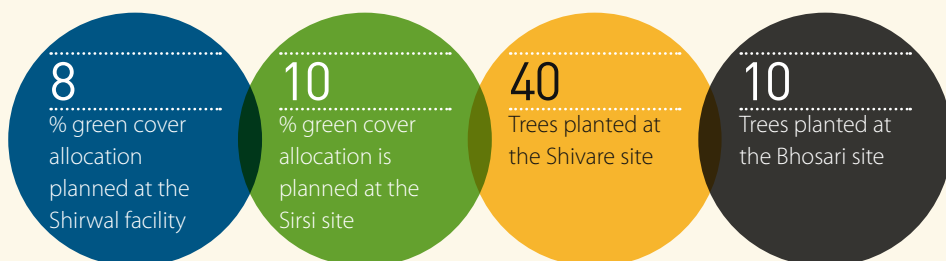 8
% green cover
allocation
planned at the
Shirwal facility
10
% green cover
allocation is
planned at the
Sirsi site
40
Trees planted at
the Shivare site
10
Trees planted at
the Bhosari site